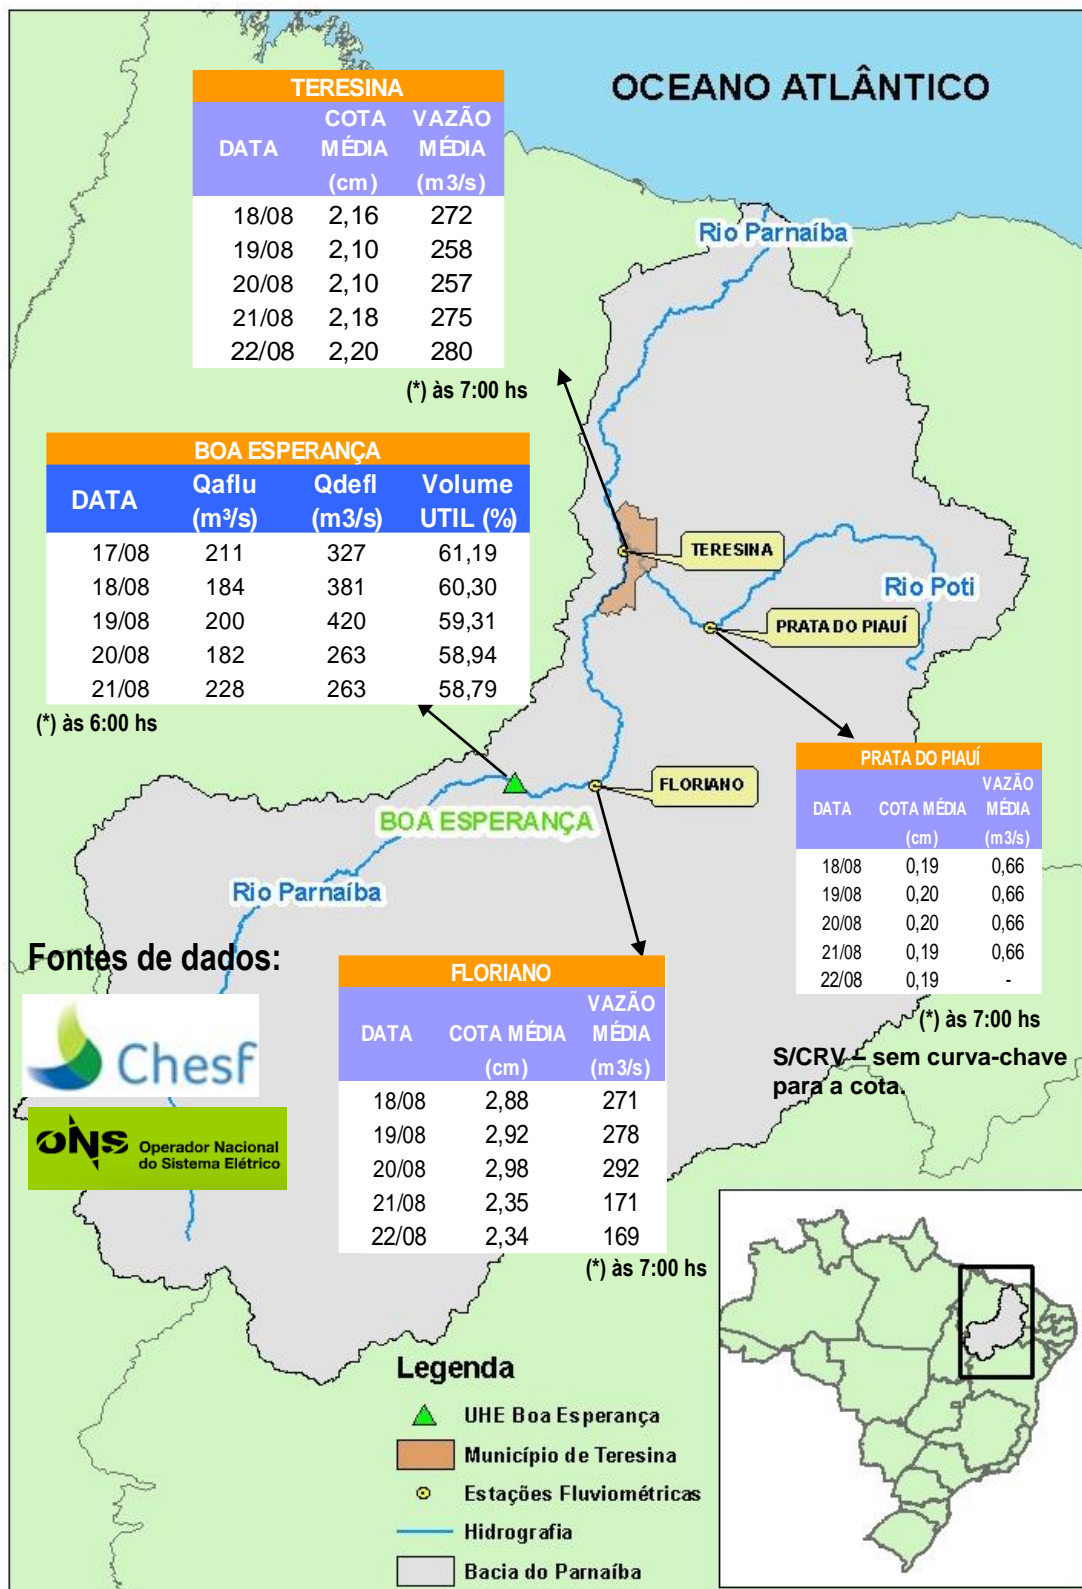 OCEANO ATLÂNTICO
TERESINA
DATA COTA MÉDIA (cm) VAZÃO MÉDIA (m3/s)
18/08 2,16 272
19/08 2,10 258
20/08 2,10 257
21/08 2,18 275
22/08 2,20 280
(*) às 7:00 hs
Rio Parnaíba
BOA ESPERANÇA
DATA Qaflu (m³/s) Qdefl (m3/s) Volume UTIL (%)
17/08 211 327 61,19
18/08 184 381 60,30
19/08 200 420 59,31
20/08 182 263 58,94
21/08 228 263 58,79
(*) às 6:00 hs
TERESINA
Rio Poti
PRATA DO PIAUÍ
FLORIANO
BOA ESPERANÇA
Rio Parnaíba
PRATA DO PIAUÍ
DATA COTA MÉDIA (cm) VAZÃO MÉDIA (m3/s)
18/08 0,19 0,66
19/08 0,20 0,66
20/08 0,20 0,66
21/08 0,19 0,66
22/08 0,19 -
(*) às 7:00 hs
S/CRV – sem curva-chave
para a cota.
Fontes de dados:
Chesf
ONS Operador Nacional
do Sistema Elétrico
FLORIANO
DATA COTA MÉDIA (cm) VAZÃO MÉDIA (m3/s)
18/08 2,88 271
19/08 2,92 278
20/08 2,98 292
21/08 2,35 171
22/08 2,34 169
(*) às 7:00 hs
Legenda
UHE Boa Esperança
Município de Teresina
Estações Fluviométricas
Hidrografia
Bacia do Parnaíba